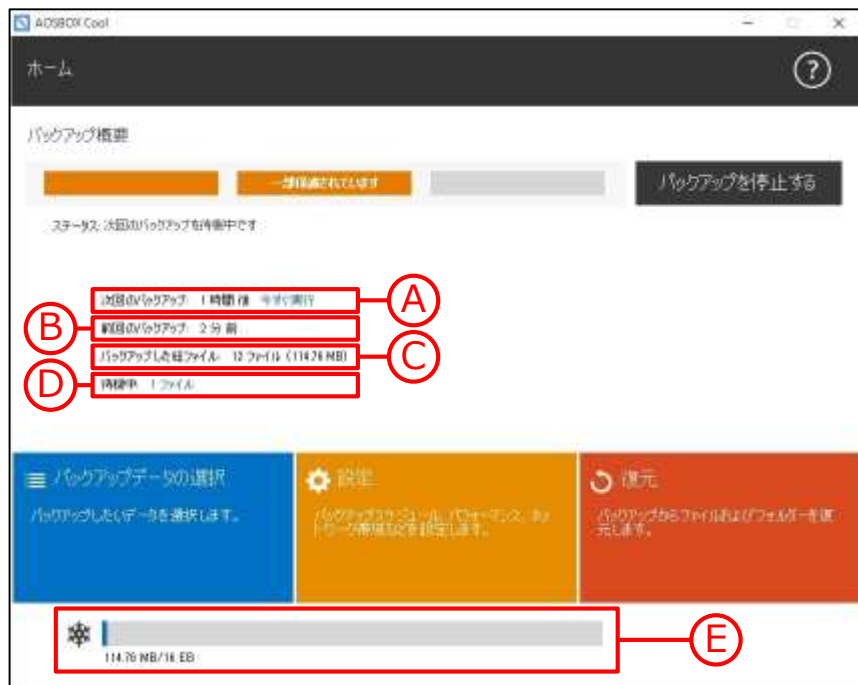 AOSBOX Cool
ホーム
?
バックアップ概要
一部保護されています
バックアップを停止する
ステータス: 次回のバックアップを待機中です
次回のバックアップ 1 時間 後 今すぐ実行
A
B
前回のバックアップ 2 分 前
バックアップした総ファイル 12 ファイル (114.76 MB)
C
D
待機中 1 ファイル
バックアップデータの選択
バックアップしたいデータを選択します。
設定
バックアップスケジュール、パフォーマンス、ネットワーク帯域などを設定します。
復元
バックアップからファイルおよびフォルダーを復元します。
114.76 MB/16 EB
E